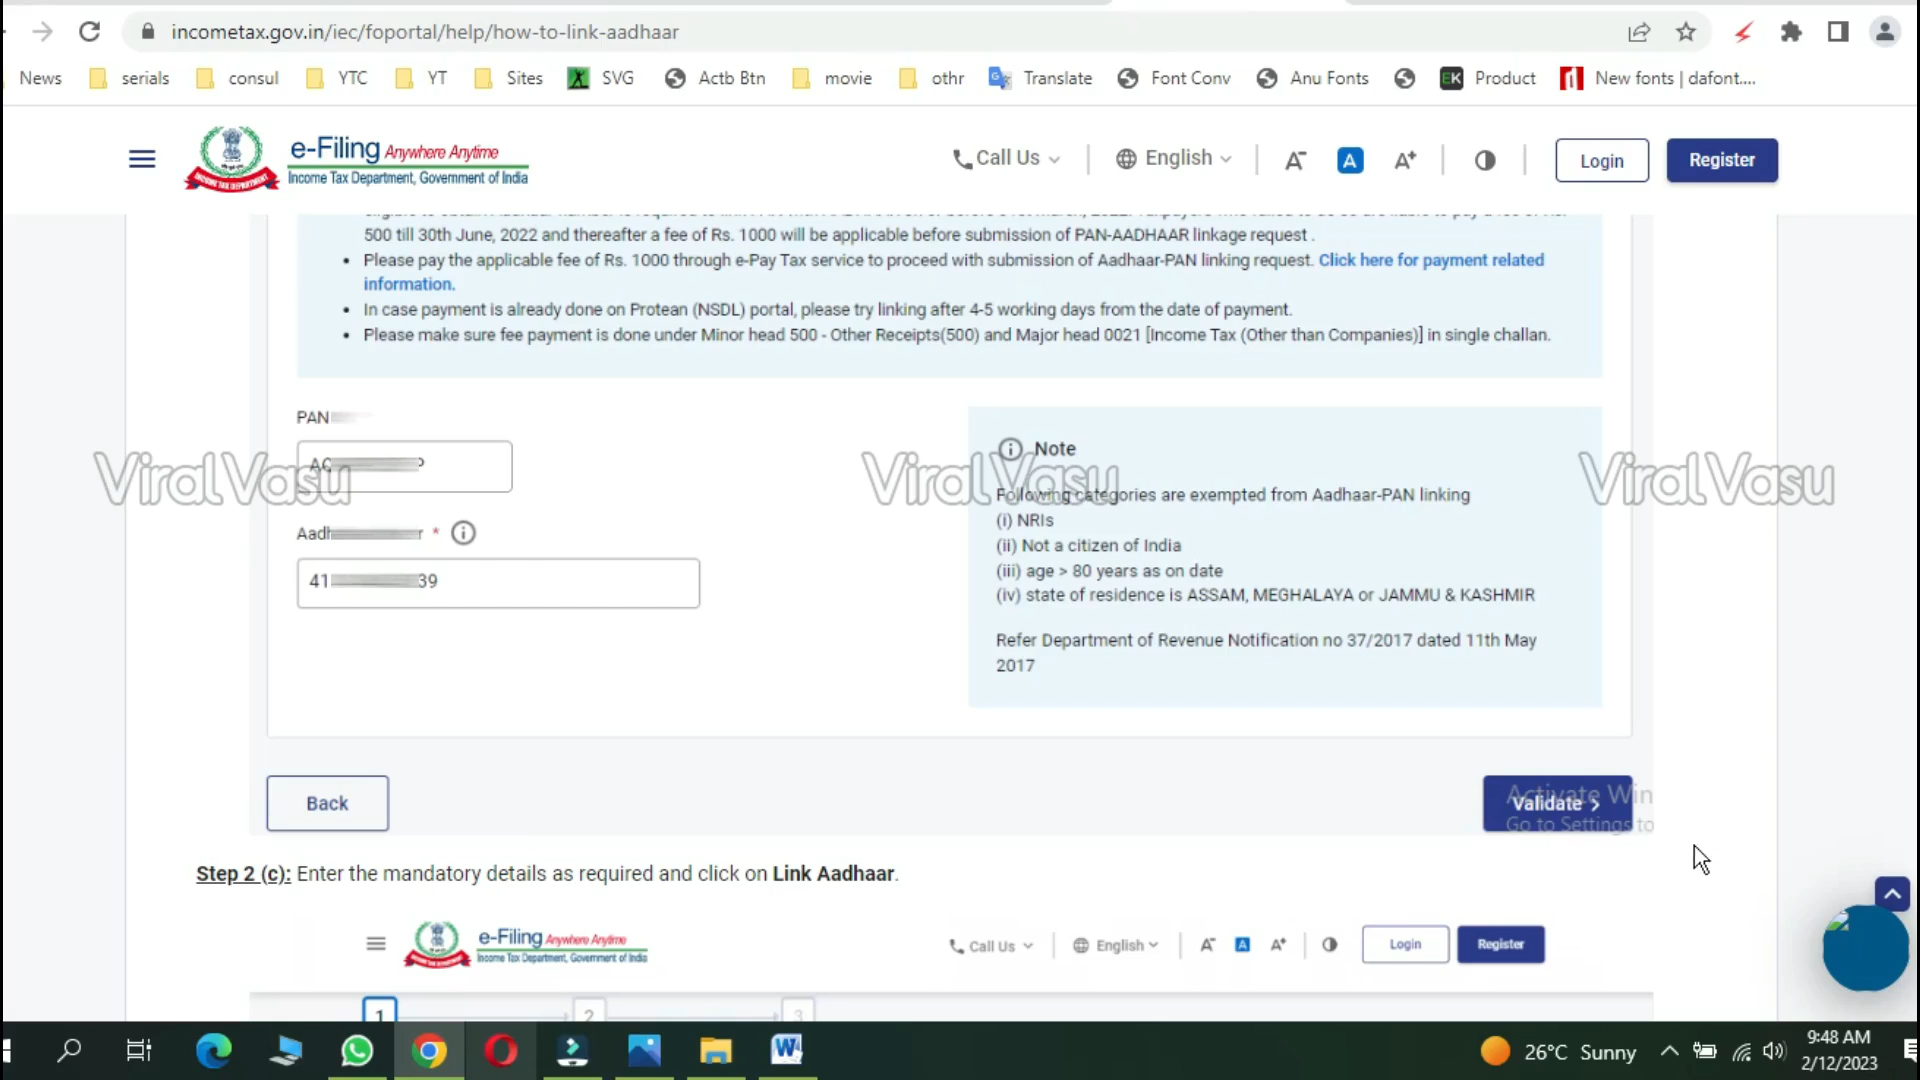 incometax.gov.in/iec/foportal/help/how-to-link-aadhaar
News serials consul YTC YT Sites SVG Actb Btn movie othr Translate Font Conv Anu Fonts EK Product New fonts | dafont....
e-Filing Anywhere Anytime
Income Tax Department, Government of India
INCOME TAX DEPARTMENT
Call Us English A- A A+ Login Register
500 till 30th June, 2022 and thereafter a fee of Rs. 1000 will be applicable before submission of PAN-AADHAAR linkage request .
• Please pay the applicable fee of Rs. 1000 through e-Pay Tax service to proceed with submission of Aadhaar-PAN linking request. Click here for payment related
information.
• In case payment is already done on Protean (NSDL) portal, please try linking after 4-5 working days from the date of payment.
• Please make sure fee payment is done under Minor head 500 - Other Receipts(500) and Major head 0021 [Income Tax (Other than Companies)] in single challan.
PAN
AC P
Aadh r *
41 39
Note
Following categories are exempted from Aadhaar-PAN linking
(i) NRIs
(ii) Not a citizen of India
(iii) age > 80 years as on date
(iv) state of residence is ASSAM, MEGHALAYA or JAMMU & KASHMIR
Refer Department of Revenue Notification no 37/2017 dated 11th May
2017
ViralVasu ViralVasu ViralVasu
Back
Validate >
Activate Win
Go to Settings to
Step 2 (c): Enter the mandatory details as required and click on Link Aadhaar.
e-Filing Anywhere Anytime
Income Tax Department, Government of India
Call Us English A- A A+ Login Register
1 2 3
26°C Sunny
9:48 AM
2/12/2023